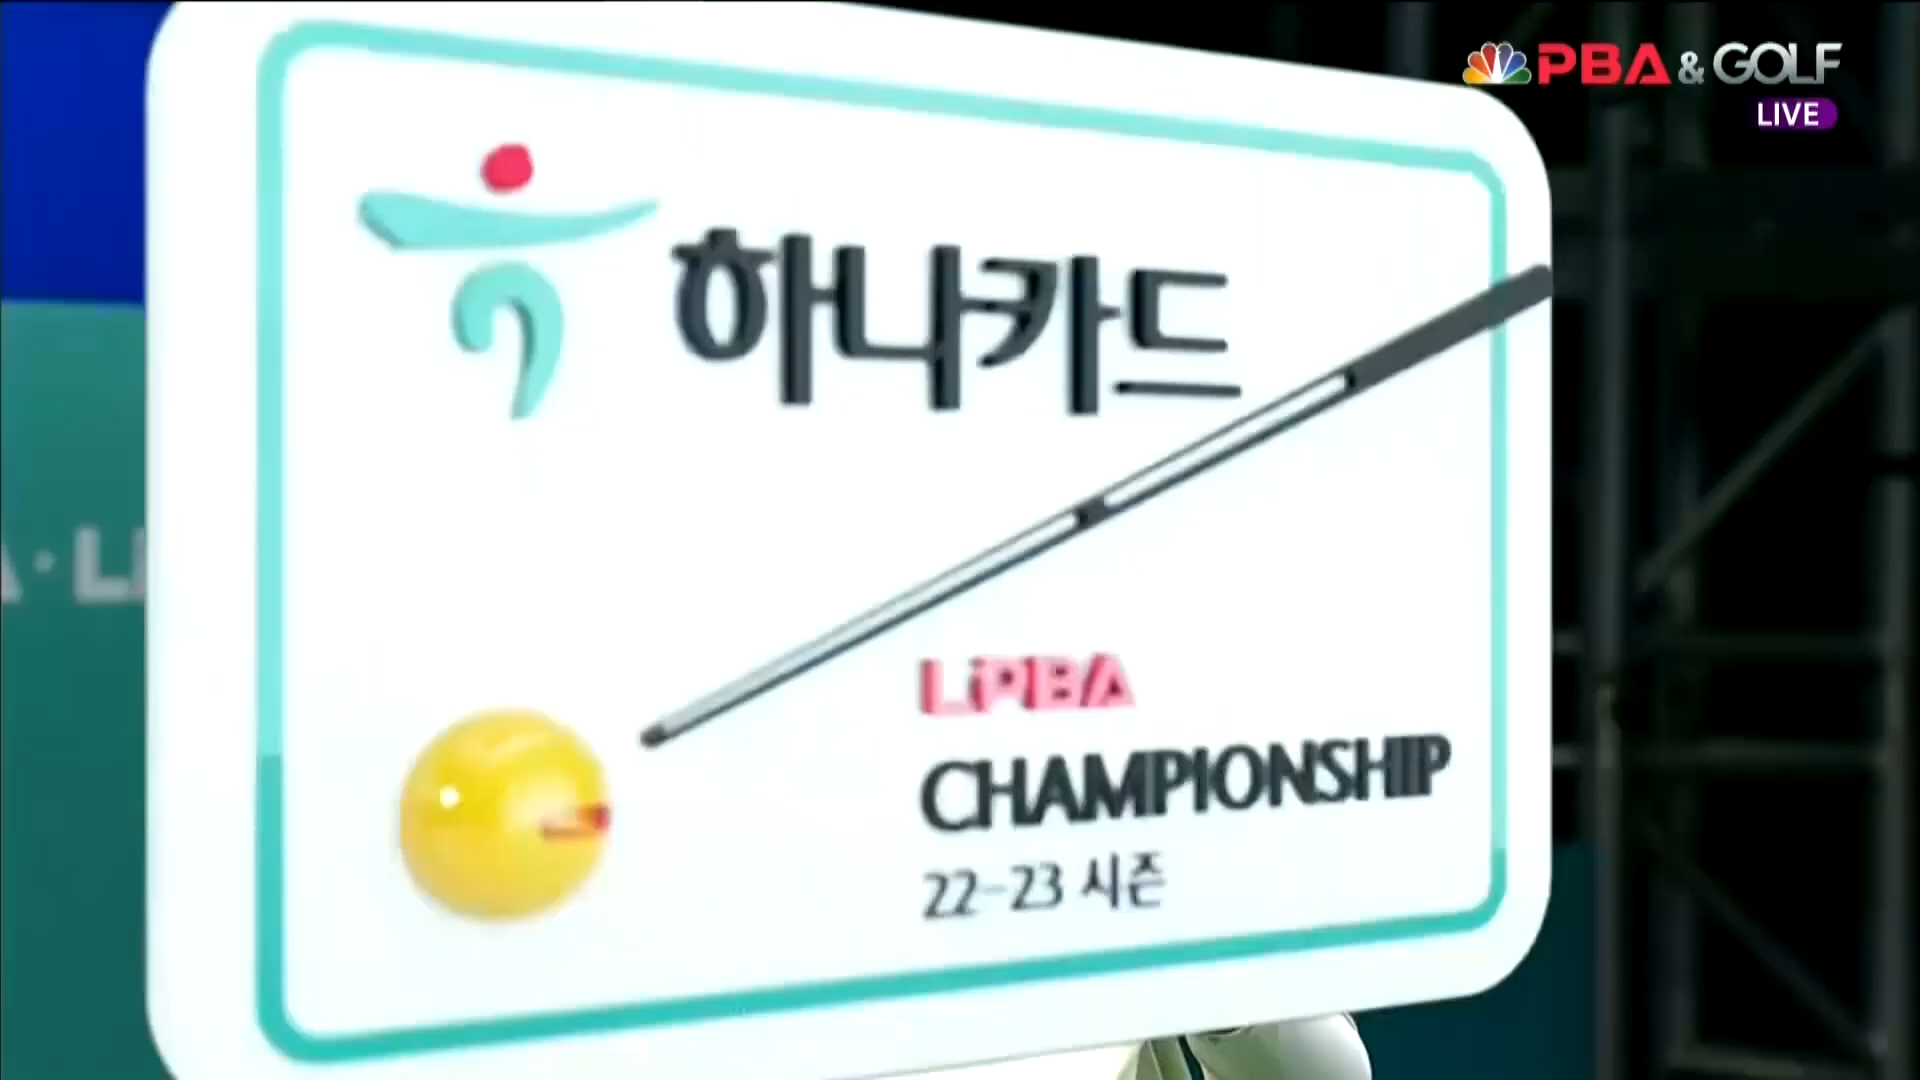 PBA & GOLF
LIVE
하나카드
LPBA
CHAMPIONSHIP
22-23 시즌